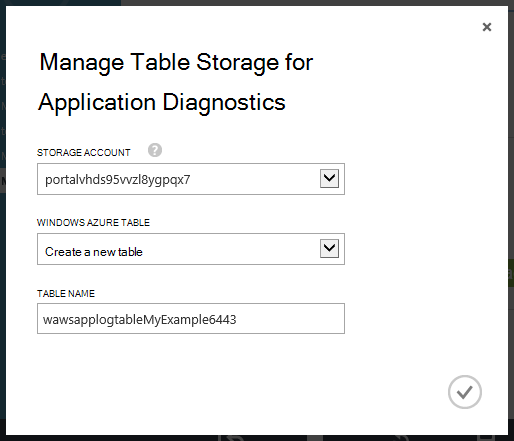 Manage Table Storage for
Application Diagnostics
STORAGE ACCOUNT ?
portalvhds95vvzl8ygpqx7
WINDOWS AZURE TABLE
Create a new table
TABLE NAME
wawsapplogtableMyExample6443